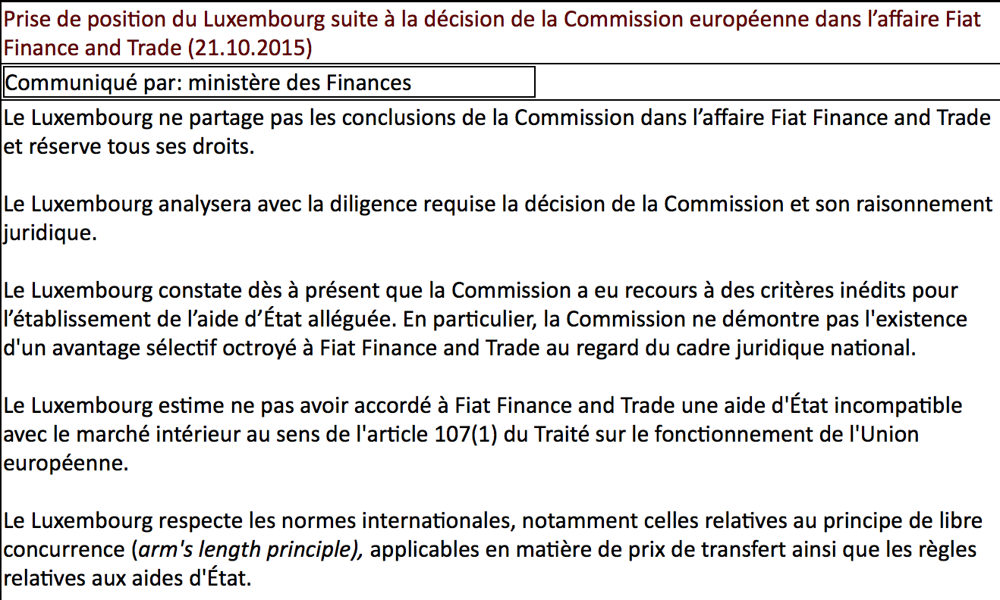 Prise de position du Luxembourg suite à la décision de la Commission européenne dans l’affaire Fiat
Finance and Trade (21.10.2015)
Communiqué par: ministère des Finances
Le Luxembourg ne partage pas les conclusions de la Commission dans l’affaire Fiat Finance and Trade
et réserve tous ses droits.
Le Luxembourg analysera avec la diligence requise la décision de la Commission et son raisonnement
juridique.
Le Luxembourg constate dès à présent que la Commission a eu recours à des critères inédits pour
l’établissement de l’aide d’État alléguée. En particulier, la Commission ne démontre pas l'existence
d'un avantage sélectif octroyé à Fiat Finance and Trade au regard du cadre juridique national.
Le Luxembourg estime ne pas avoir accordé à Fiat Finance and Trade une aide d'État incompatible
avec le marché intérieur au sens de l'article 107(1) du Traité sur le fonctionnement de l'Union
européenne.
Le Luxembourg respecte les normes internationales, notamment celles relatives au principe de libre
concurrence (arm's length principle), applicables en matière de prix de transfert ainsi que les règles
relatives aux aides d'État.